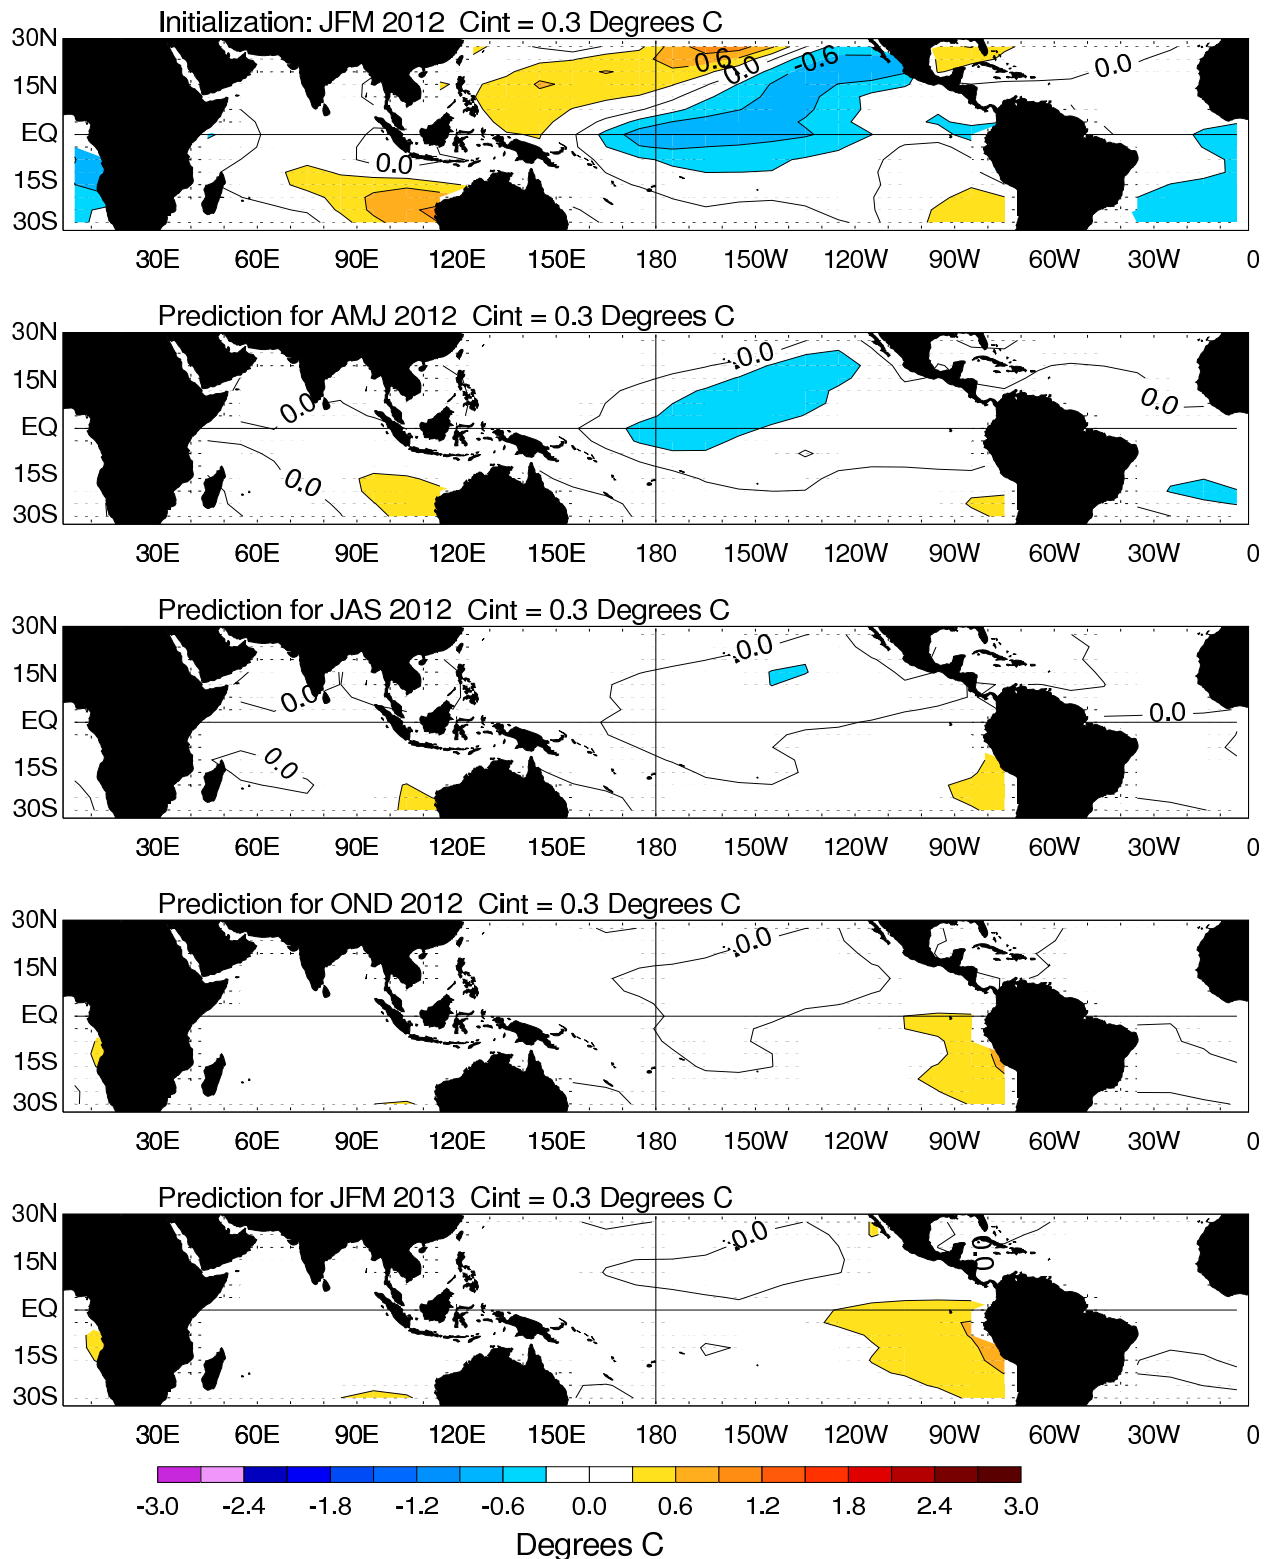 Initialization: JFM 2012 Cint = 0.3 Degrees C
30N
15N
EQ
15S
30S
0.6
0.0
-0.6
0.0
0.0
30E 60E 90E 120E 150E 180 150W 120W 90W 60W 30W 0
Prediction for AMJ 2012 Cint = 0.3 Degrees C
30N
15N
EQ
15S
30S
0.0
0.0
0.0
0.0
30E 60E 90E 120E 150E 180 150W 120W 90W 60W 30W 0
Prediction for JAS 2012 Cint = 0.3 Degrees C
30N
15N
EQ
15S
30S
0.0
0.0
0.0
0.0
30E 60E 90E 120E 150E 180 150W 120W 90W 60W 30W 0
Prediction for OND 2012 Cint = 0.3 Degrees C
30N
15N
EQ
15S
30S
0.0
30E 60E 90E 120E 150E 180 150W 120W 90W 60W 30W 0
Prediction for JFM 2013 Cint = 0.3 Degrees C
30N
15N
EQ
15S
30S
0.0
0.0
30E 60E 90E 120E 150E 180 150W 120W 90W 60W 30W 0
-3.0 -2.4 -1.8 -1.2 -0.6 0.0 0.6 1.2 1.8 2.4 3.0
Degrees C